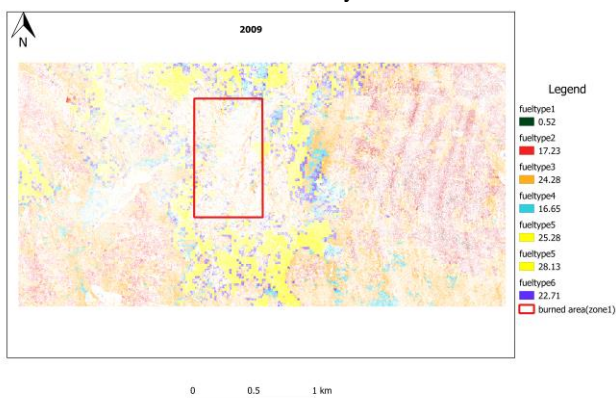 2009
N
Legend
fueltype1
0.52
fueltype2
17.23
fueltype3
24.28
fueltype4
16.65
fueltype5
25.28
fueltype5
28.13
fueltype6
22.71
burned area(zone1)
0 0.5 1 km